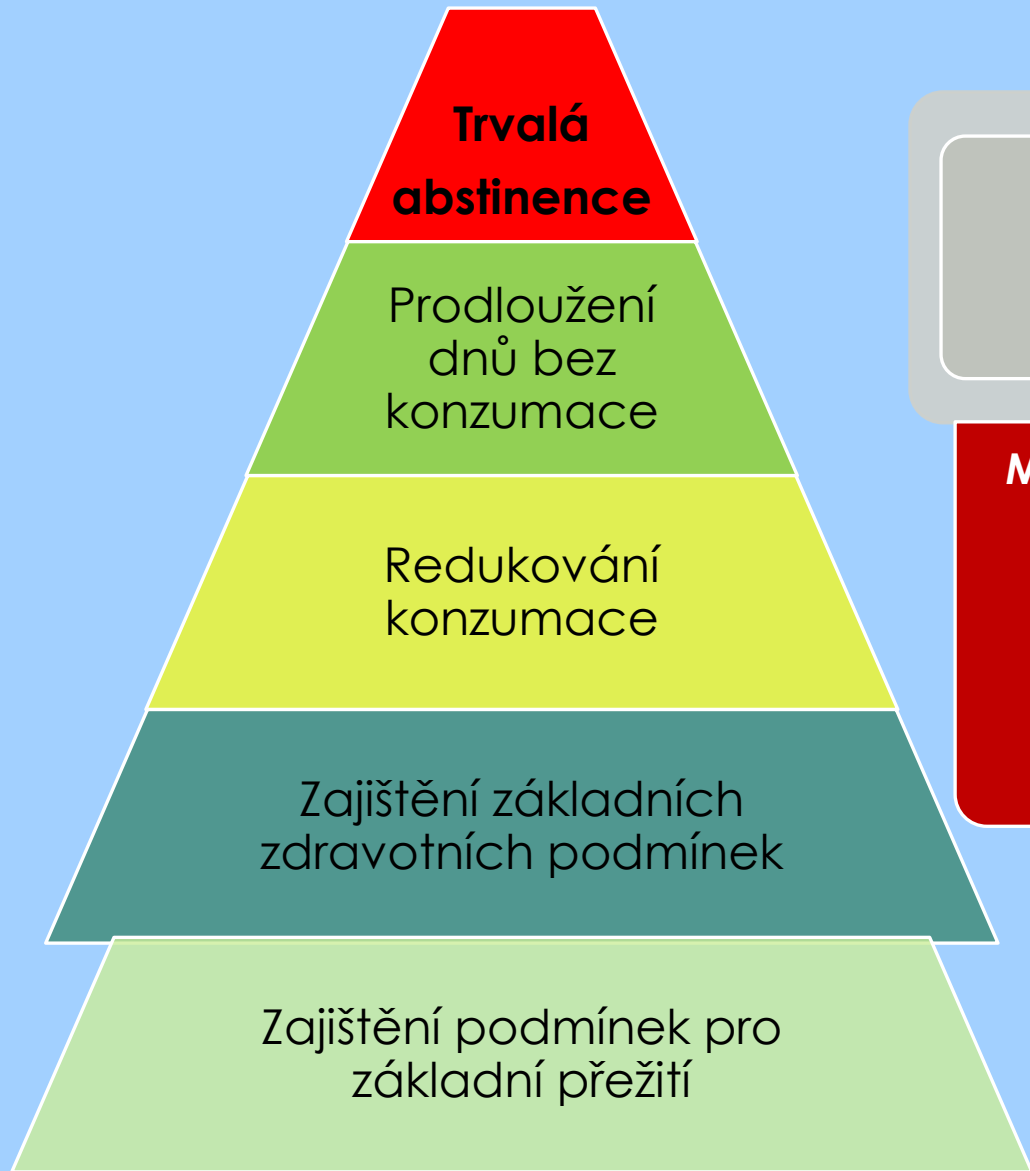 Trvalá
abstinence
Prodloužení
dnů bez
konzumace
Redukování
konzumace
Zajištění základních
zdravotních podmínek
Zajištění podmínek pro
základní přežití
M